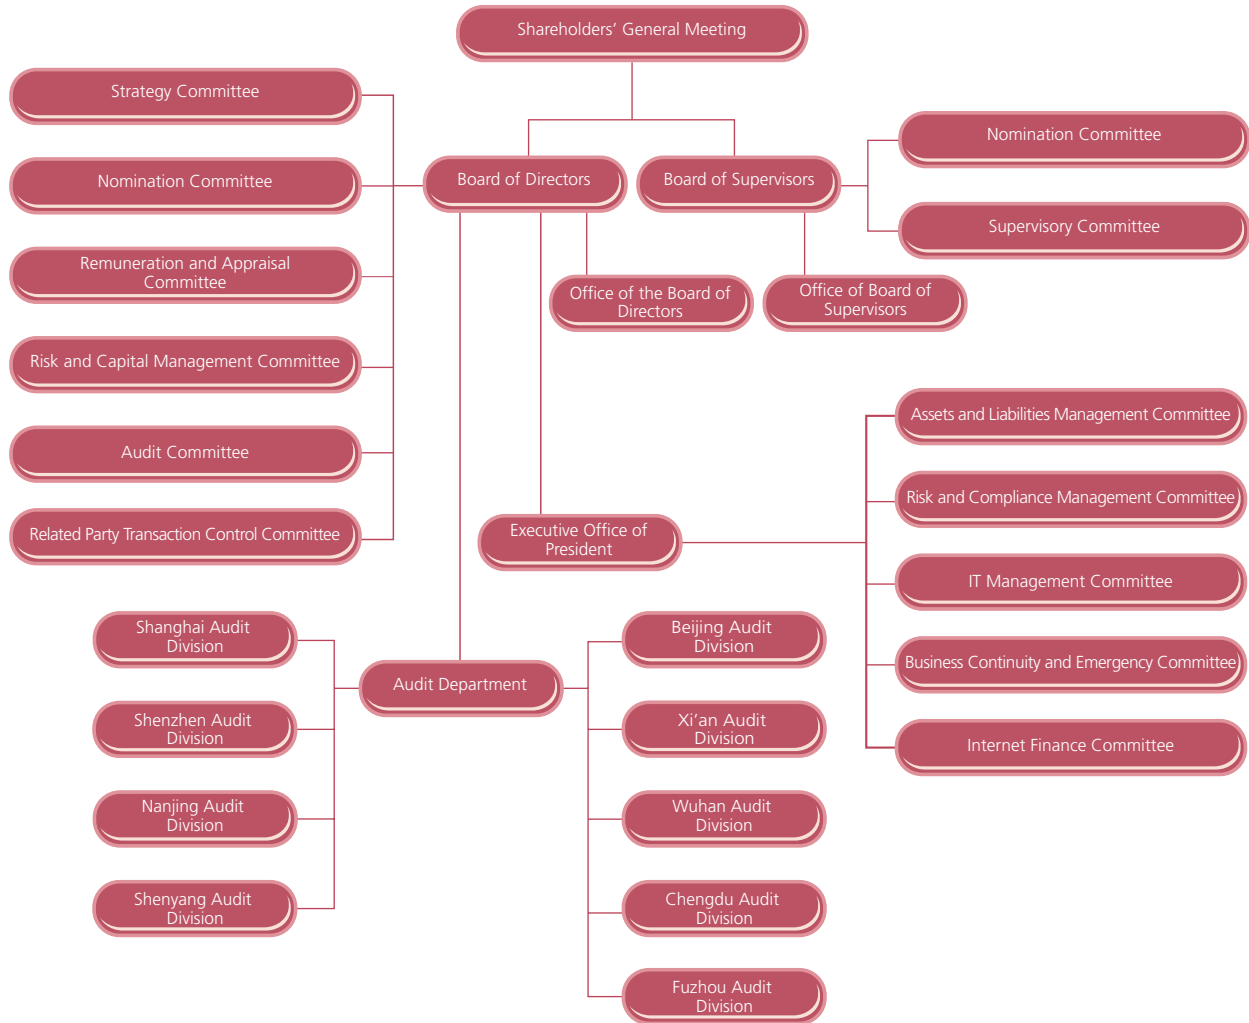 Shareholders’ General Meeting
Strategy Committee
Nomination Committee
Remuneration and Appraisal
Committee
Risk and Capital Management Committee
Audit Committee
Related Party Transaction Control Committee
Board of Directors
Board of Supervisors
Nomination Committee
Supervisory Committee
Office of the Board of
Directors
Office of Board of
Supervisors
Executive Office of
President
Assets and Liabilities Management Committee
Risk and Compliance Management Committee
IT Management Committee
Business Continuity and Emergency Committee
Internet Finance Committee
Audit Department
Shanghai Audit
Division
Shenzhen Audit
Division
Nanjing Audit
Division
Shenyang Audit
Division
Beijing Audit
Division
Xi’an Audit
Division
Wuhan Audit
Division
Chengdu Audit
Division
Fuzhou Audit
Division